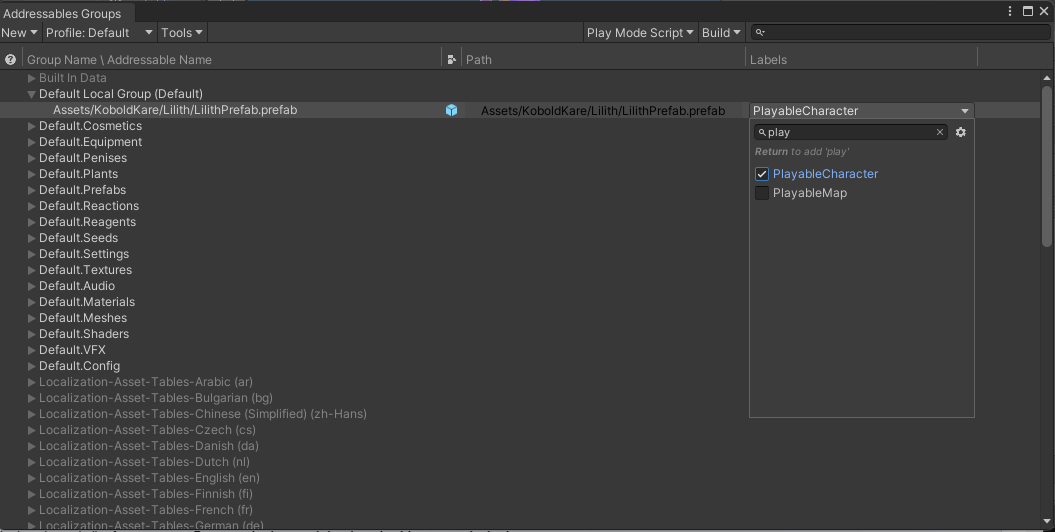 Addressables Groups
New Profile: Default Tools Play Mode Script Build
Group Name \ Addressable Name Path Labels
Built In Data
Default Local Group (Default)
Assets/KoboldKare/Lilith/LilithPrefab.prefab Assets/KoboldKare/Lilith/LilithPrefab.prefab PlayableCharacter
Default.Cosmetics
Default.Equipment
Default.Penises
Default.Plants
Default.Prefabs
Default.Reactions
Default.Reagents
Default.Seeds
Default.Settings
Default.Textures
Default.Audio
Default.Materials
Default.Meshes
Default.Shaders
Default.VFX
Default.Config
Localization-Asset-Tables-Arabic (ar)
Localization-Asset-Tables-Bulgarian (bg)
Localization-Asset-Tables-Chinese (Simplified) (zh-Hans)
Localization-Asset-Tables-Czech (cs)
Localization-Asset-Tables-Danish (da)
Localization-Asset-Tables-Dutch (nl)
Localization-Asset-Tables-English (en)
Localization-Asset-Tables-Finnish (fi)
Localization-Asset-Tables-French (fr)
Localization-Asset-Tables-German (de)
play
Return to add 'play'
PlayableCharacter
PlayableMap